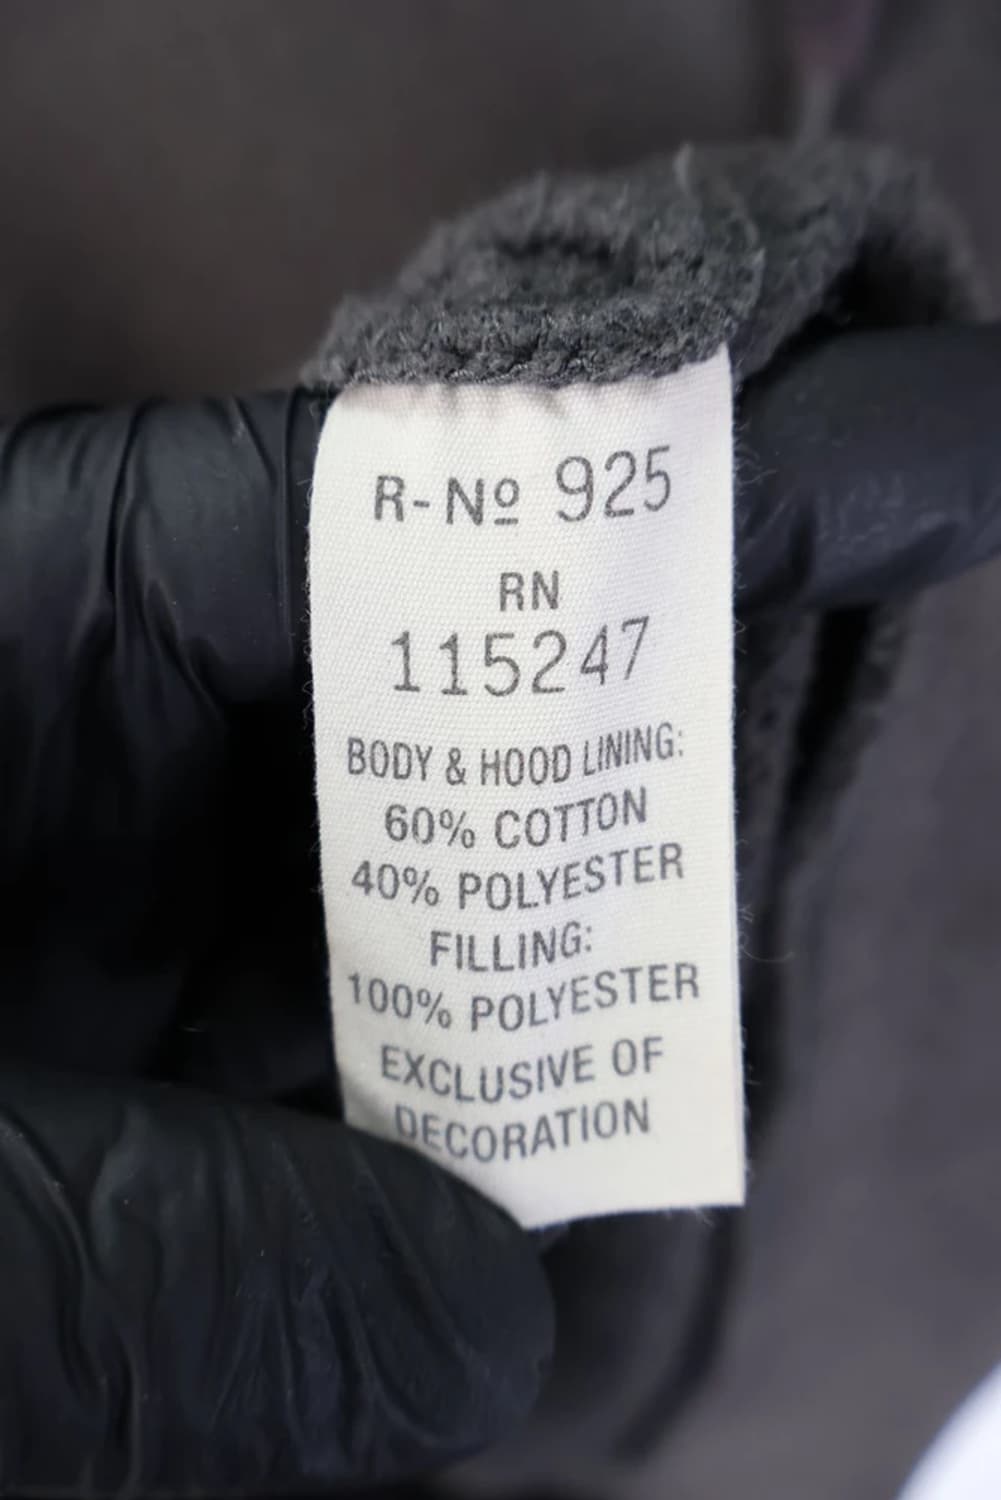 R-Nº 925
RN
115247
BODY & HOOD LINING:
60% COTTON
40% POLYESTER
FILLING:
100% POLYESTER
EXCLUSIVE OF
DECORATION